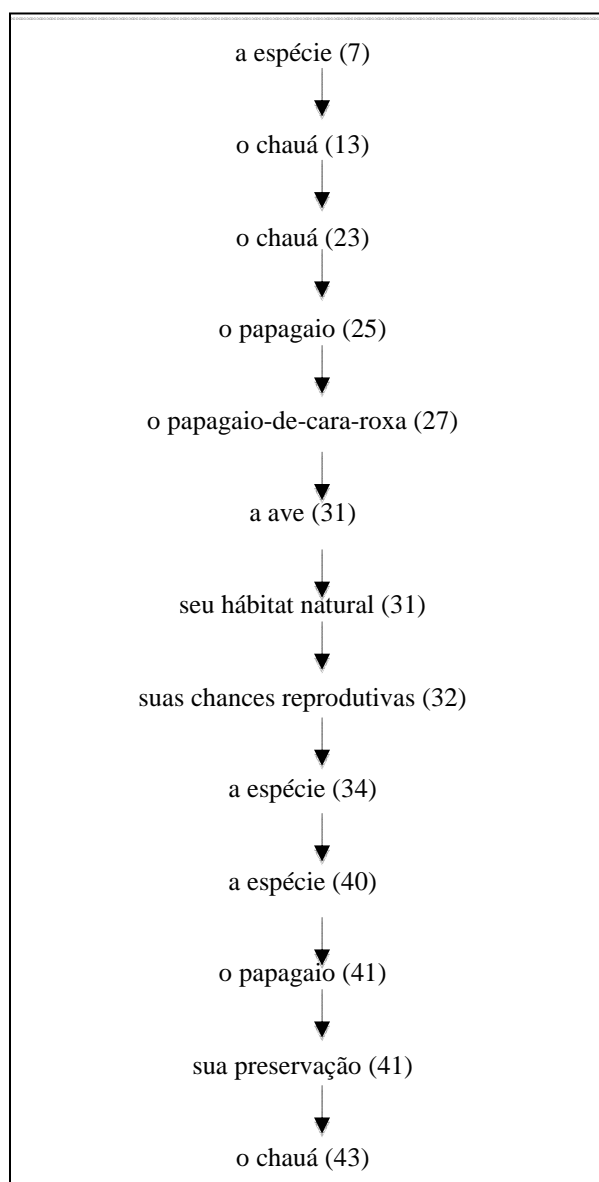 a espécie (7)
o chauá (13)
o chauá (23)
o papagaio (25)
o papagaio-de-cara-roxa (27)
a ave (31)
seu hábitat natural (31)
suas chances reprodutivas (32)
a espécie (34)
a espécie (40)
o papagaio (41)
sua preservação (41)
o chauá (43)